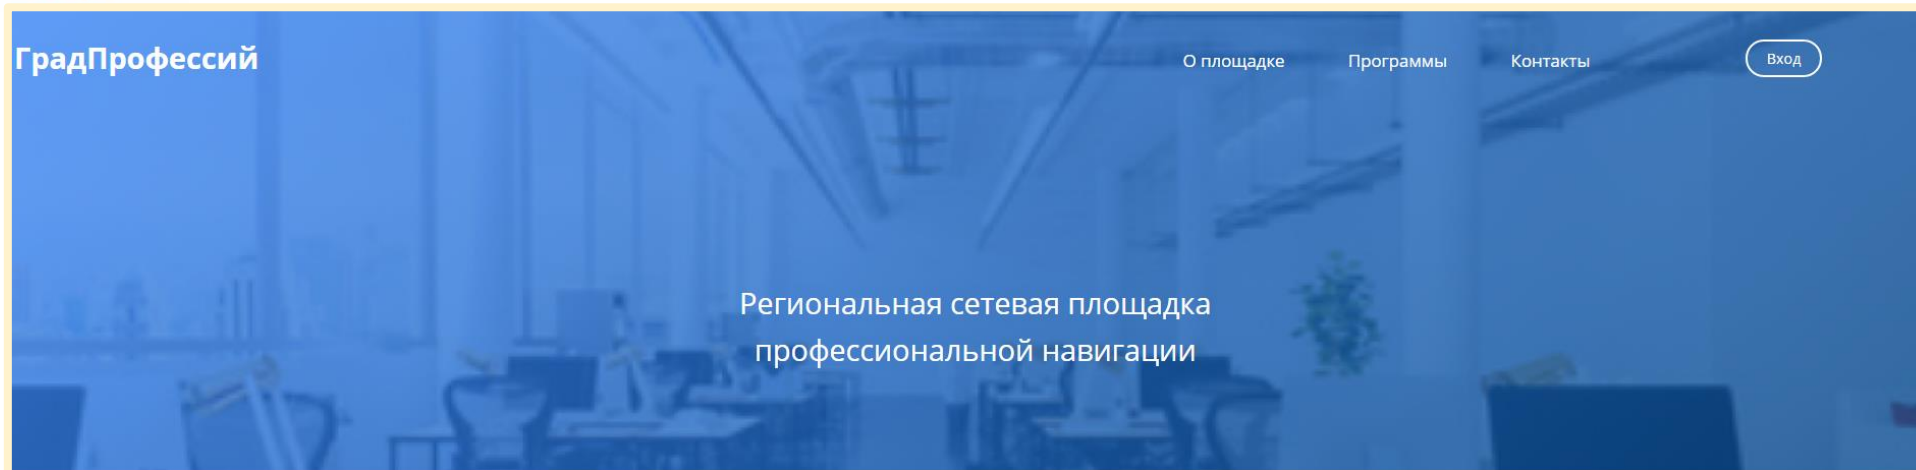 ГрадПрофессий
О площадке Программы Контакты Вход
Региональная сетевая площадка
профессиональной навигации